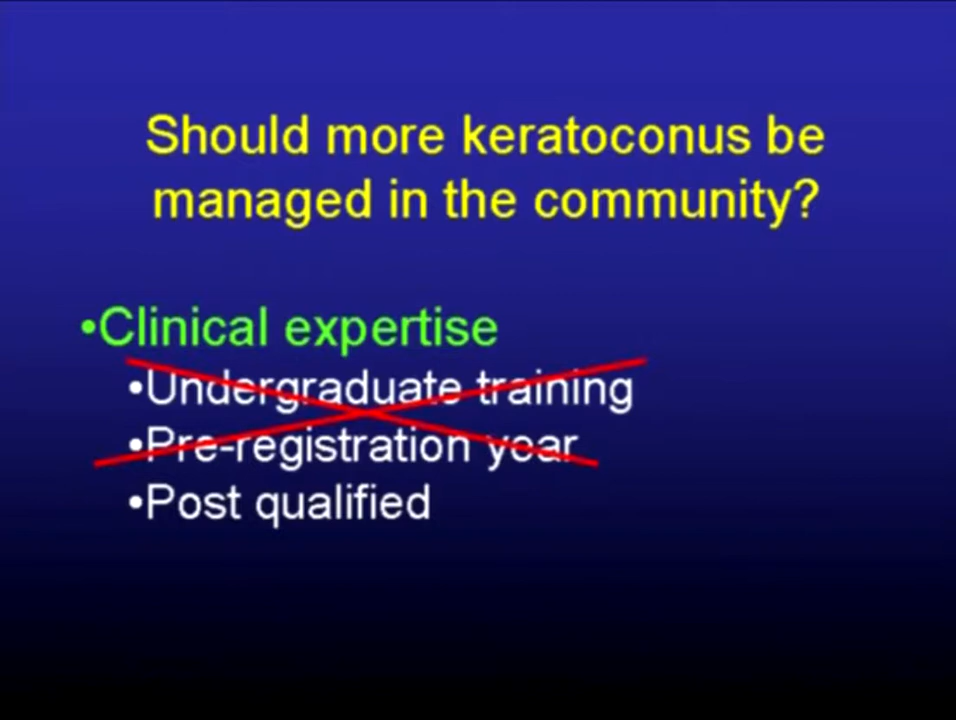 Should more keratoconus be
managed in the community?
•Clinical expertise
•Undergraduate training
•Pre-registration year
•Post qualified